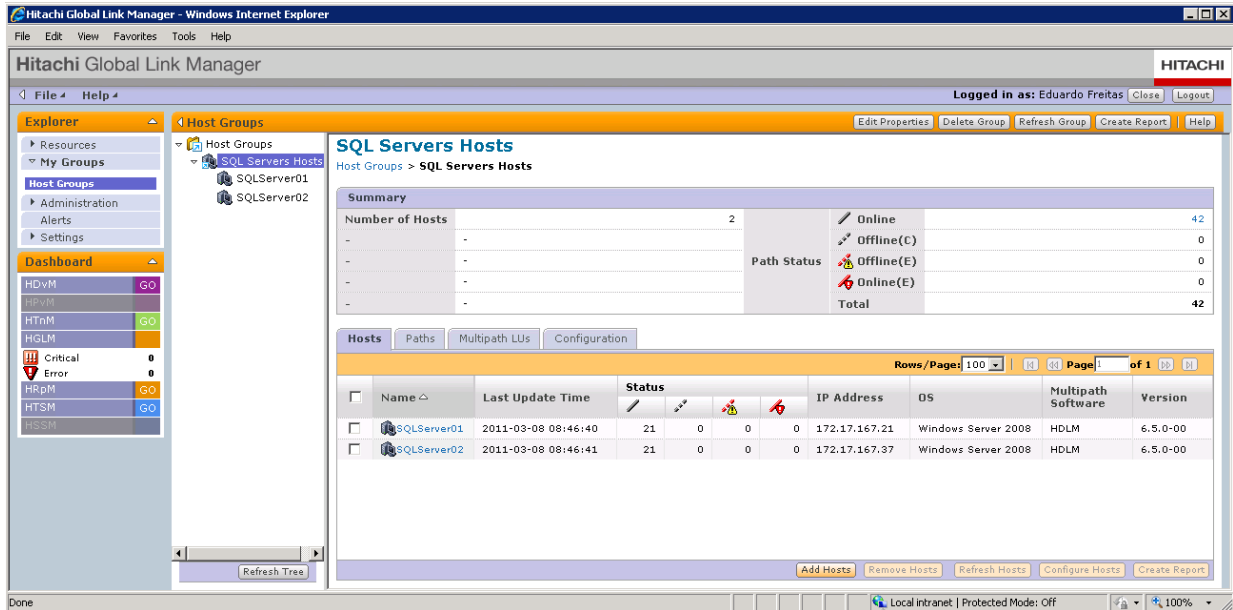 Hitachi Global Link Manager - Windows Internet Explorer
File Edit View Favorites Tools Help
Hitachi Global Link Manager
HITACHI
File Help
Logged in as: Eduardo Freitas Close Logout
Explorer
Resources
My Groups
Host Groups
Administration
Alerts
Settings
Dashboard
HDvM GO
HPvM
HTnM GO
HGLM
Critical 0
Error 0
HRpM GO
HTSM GO
HSSM
Host Groups
Edit Properties Delete Group Refresh Group Create Report Help
Host Groups
SQL Servers Hosts
SQLServer01
SQLServer02
Refresh Tree
SQL Servers Hosts
Host Groups > SQL Servers Hosts
Summary
Number of Hosts 2 Path Status Online 42
- - Offline(C) 0
- - Offline(E) 0
- - Online(E) 0
- - Total 42
Hosts Paths Multipath LUs Configuration
Rows/Page: 100 Page 1 of 1
Name Last Update Time Status IP Address OS Multipath Software Version
SQLServer01 2011-03-08 08:46:40 21 0 0 0 172.17.167.21 Windows Server 2008 HDLM 6.5.0-00
SQLServer02 2011-03-08 08:46:41 21 0 0 0 172.17.167.37 Windows Server 2008 HDLM 6.5.0-00
Add Hosts Remove Hosts Refresh Hosts Configure Hosts Create Report
Done
Local intranet | Protected Mode: Off
100%